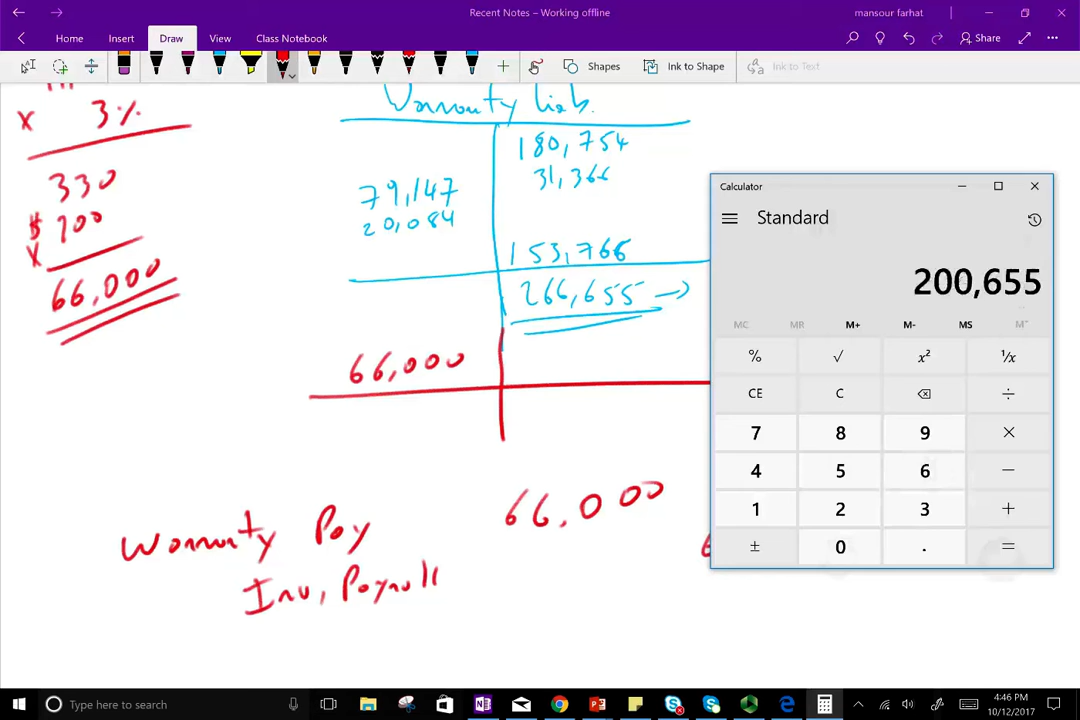 Recent Notes – Working offline
mansour farhat
Home Insert Draw View Class Notebook
Share
Shapes
Ink to Shape
Ink to Text
Warranty Liab.
x 3%
180,754
31,366
330
79,147
20,084
$ 200
x
153,766
66,000
266,655 →
66,000
Warranty Pay 66,000
Inv, Payroll
Calculator
Standard
200,655
MC MR M+ M- MS M˅
% √ x² ¹/x
CE C ⌫ ÷
7 8 9 ×
4 5 6 −
1 2 3 +
± 0 . =
Type here to search
4:46 PM
10/12/2017